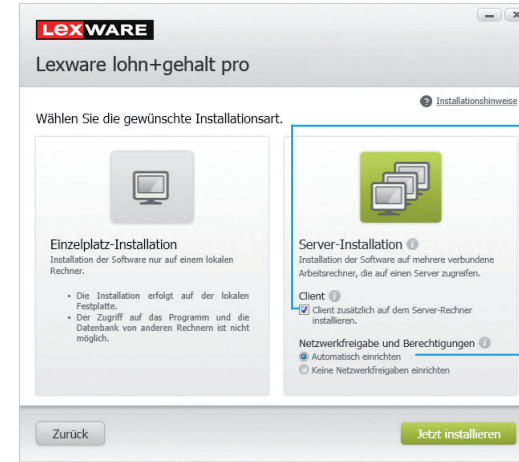 LEXWARE
Lexware lohn+gehalt pro
Installationshinweise
Wählen Sie die gewünschte Installationsart.
Einzelplatz-Installation
Installation der Software nur auf einem lokalen
Rechner.
• Die Installation erfolgt auf der lokalen
Festplatte.
• Der Zugriff auf das Programm und die
Datenbank von anderen Rechnern ist nicht
möglich.
Server-Installation
Installation der Software auf mehrere verbundene
Arbeitsrechner, die auf einen Server zugreifen.
Client
Client zusätzlich auf dem Server-Rechner
installieren.
Netzwerkfreigabe und Berechtigungen
Automatisch einrichten
Keine Netzwerkfreigaben einrichten
Zurück
Jetzt installieren